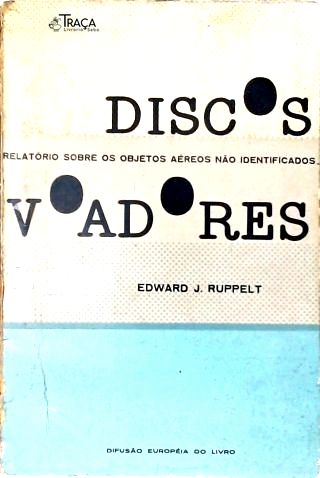 TRAÇA
Livraria Sebo
DISCOS
RELATÓRIO SOBRE OS OBJETOS AÉREOS NÃO IDENTIFICADOS
VOADORES
EDWARD J. RUPPELT
DIFUSÃO EUROPÉIA DO LIVRO